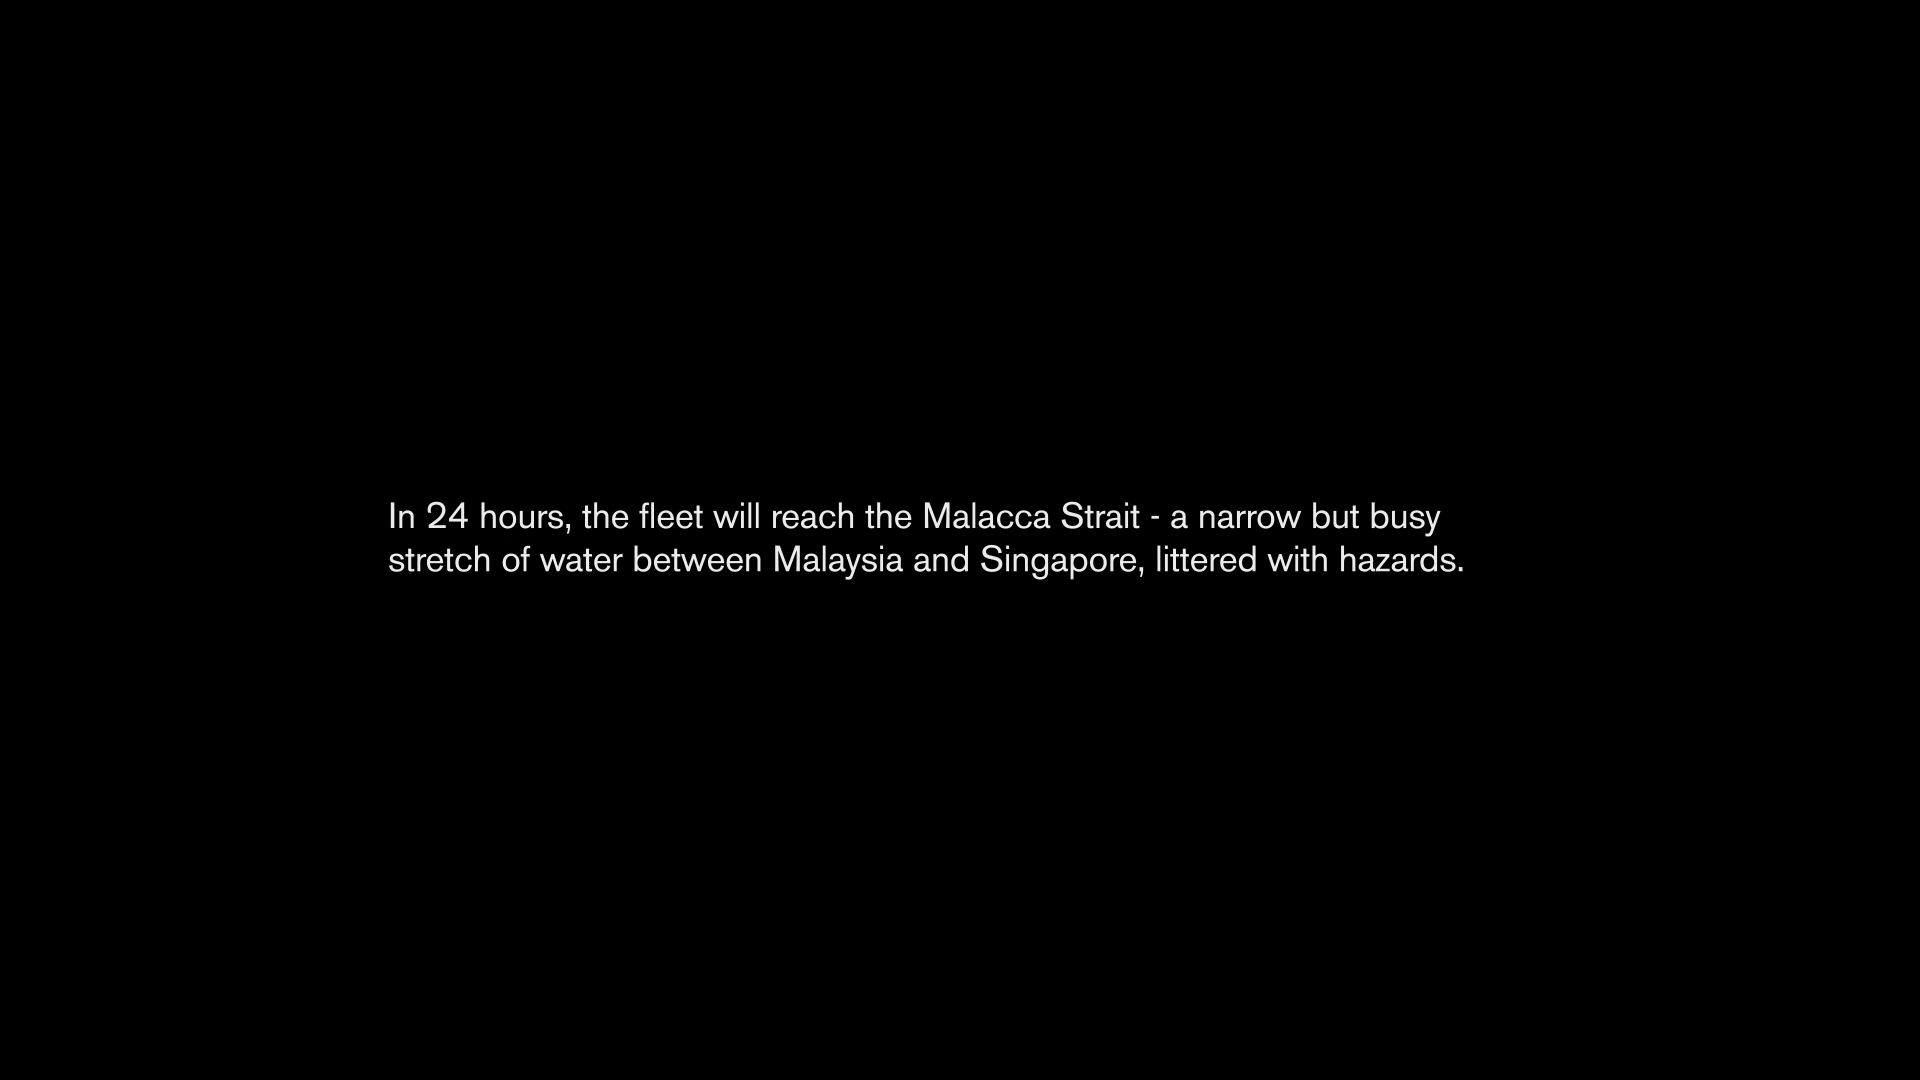 In 24 hours, the fleet will reach the Malacca Strait - a narrow but busy
stretch of water between Malaysia and Singapore, littered with hazards.